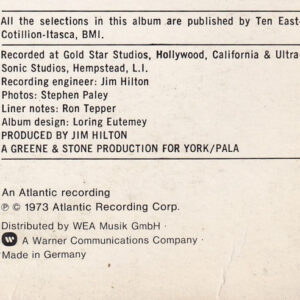 All the selections in this album are published by Ten East-
Cotillion-Itasca, BMI.
Recorded at Gold Star Studios, Hollywood, California & Ultra-
Sonic Studios, Hempstead, L.I.
Recording engineer: Jim Hilton
Photos: Stephen Paley
Liner notes: Ron Tepper
Album design: Loring Eutemey
PRODUCED BY JIM HILTON
A GREENE & STONE PRODUCTION FOR YORK/PALA
An Atlantic recording
℗ © 1973 Atlantic Recording Corp.
Distributed by WEA Musik GmbH ·
A Warner Communications Company ·
Made in Germany